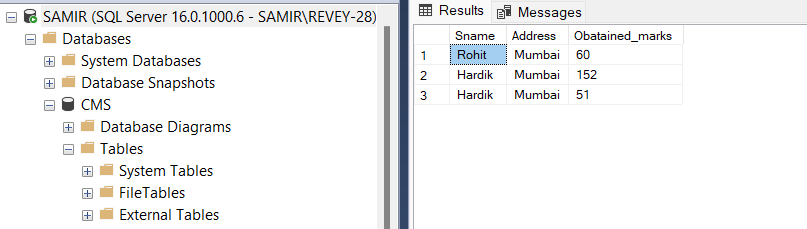 SAMIR (SQL Server 16.0.1000.6 - SAMIR\REVEY-28)
Databases
System Databases
Database Snapshots
CMS
Database Diagrams
Tables
System Tables
FileTables
External Tables
Results Messages
Sname Address Obatained_marks
1 Rohit Mumbai 60
2 Hardik Mumbai 152
3 Hardik Mumbai 51